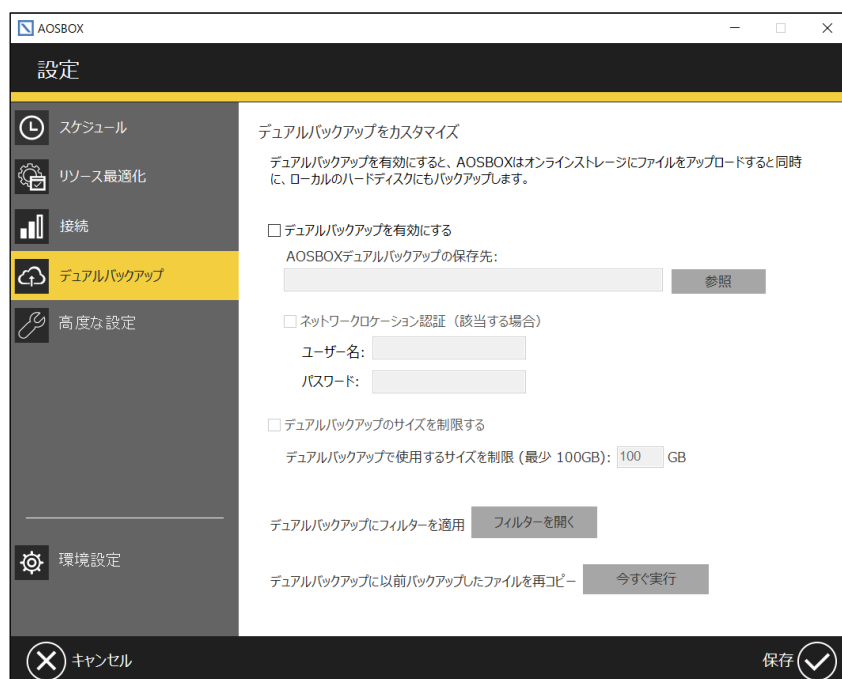 AOSBOX
設定
スケジュール
リソース最適化
接続
デュアルバックアップ
高度な設定
環境設定
デュアルバックアップをカスタマイズ
デュアルバックアップを有効にすると、AOSBOXはオンラインストレージにファイルをアップロードすると同時
に、ローカルのハードディスクにもバックアップします。
デュアルバックアップを有効にする
AOSBOXデュアルバックアップの保存先:
参照
ネットワークロケーション認証（該当する場合）
ユーザー名:
パスワード:
デュアルバックアップのサイズを制限する
デュアルバックアップで使用するサイズを制限 (最少 100GB): 100 GB
デュアルバックアップにフィルターを適用 フィルターを開く
デュアルバックアップに以前バックアップしたファイルを再コピー 今すぐ実行
キャンセル 保存